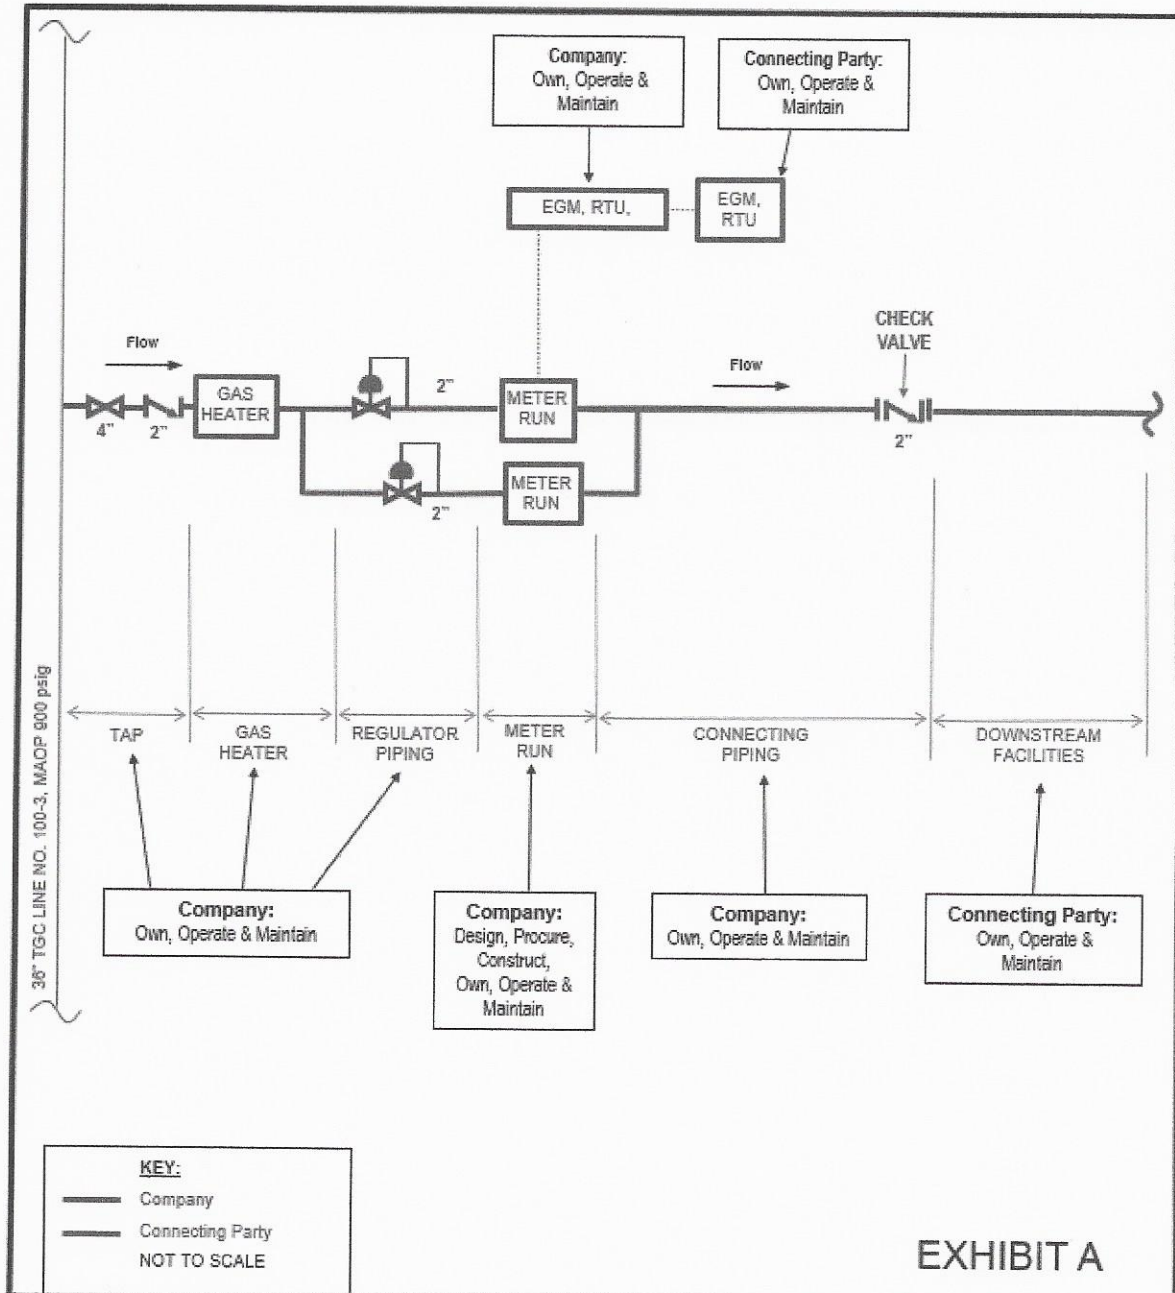 Company:
Own, Operate &
Maintain
Connecting Party:
Own, Operate &
Maintain
EGM, RTU,
EGM,
RTU
CHECK
VALVE
Flow
Flow
GAS
HEATER
2"
METER
RUN
4"
2"
2"
METER
RUN
2"
36" TGC LINE NO. 100-3, MAOP 900 psig
TAP
GAS
HEATER
REGULATOR
PIPING
METER
RUN
CONNECTING
PIPING
DOWNSTREAM
FACILITIES
Company:
Own, Operate & Maintain
Company:
Design, Procure,
Construct,
Own, Operate &
Maintain
Company:
Own, Operate & Maintain
Connecting Party:
Own, Operate &
Maintain
KEY:
Company
Connecting Party
NOT TO SCALE
EXHIBIT A